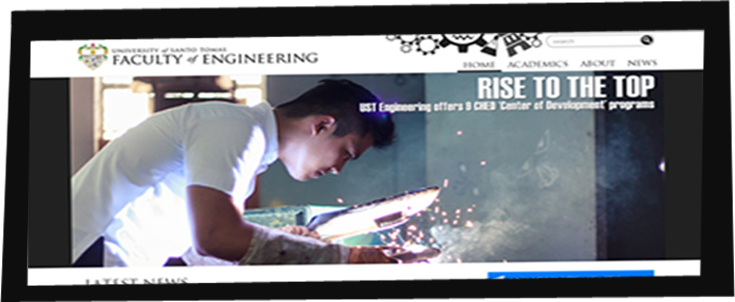 UNIVERSITY of SANTO TOMAS
FACULTY of ENGINEERING
Search
HOME ACADEMICS ABOUT NEWS
RISE TO THE TOP
UST Engineering offers 9 CHED 'Center of Development' programs
LATEST NEWS